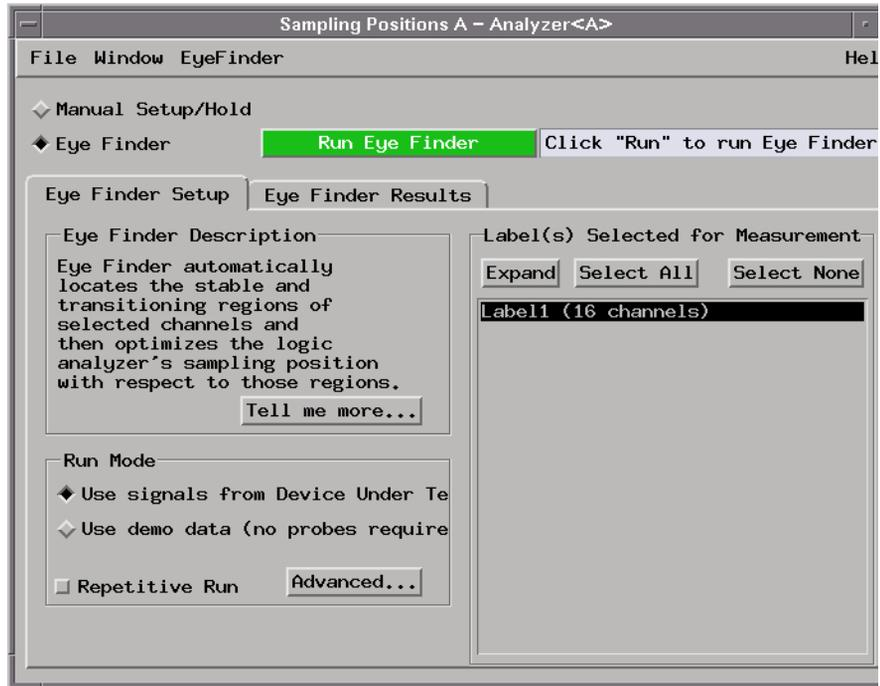 Sampling Positions A - Analyzer<A>
File Window EyeFinder Hel
Manual Setup/Hold
Eye Finder Run Eye Finder Click "Run" to run Eye Finder
Eye Finder Setup Eye Finder Results
Eye Finder Description
Eye Finder automatically
locates the stable and
transitioning regions of
selected channels and
then optimizes the logic
analyzer's sampling position
with respect to those regions.
Tell me more...
Run Mode
Use signals from Device Under Te
Use demo data (no probes require
Repetitive Run Advanced...
Label(s) Selected for Measurement
Expand Select All Select None
Label1 (16 channels)